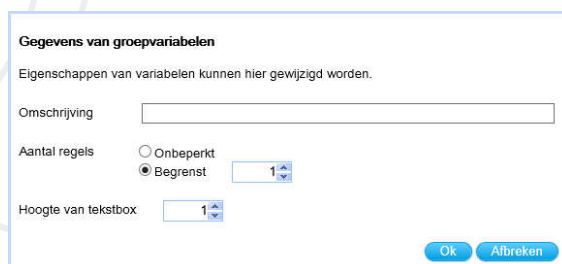 Gegevens van groepvariabelen
Eigenschappen van variabelen kunnen hier gewijzigd worden.
Omschrijving
Aantal regels
Onbeperkt
Begrenst 1
Hoogte van tekstbox 1
Ok Afbreken